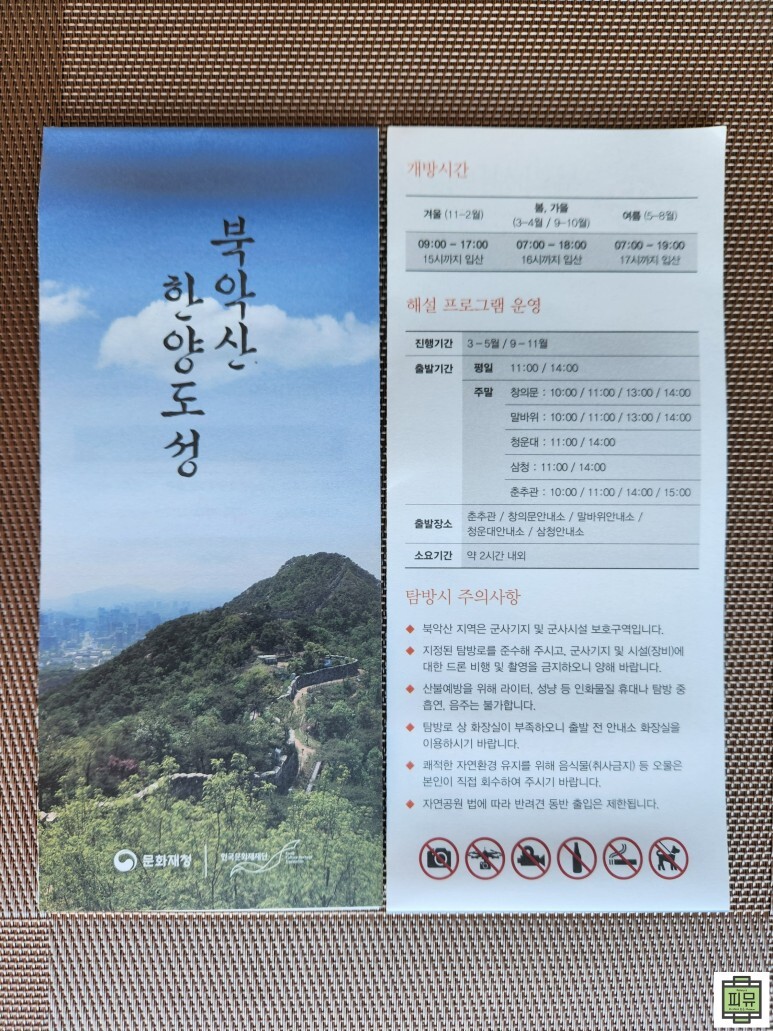 북악산
한양도성
문화재청
한국문화재재단
개방시간
겨울 (11-2월)
봄, 가을
(3-4월 / 9-10월)
여름 (5-8월)
09:00 - 17:00
15시까지 입산
07:00 - 18:00
16시까지 입산
07:00 - 19:00
17시까지 입산
해설 프로그램 운영
진행기간 3-5월 / 9-11월
출발기간 평일 11:00 / 14:00
주말 창의문 : 10:00 / 11:00 / 13:00 / 14:00
말바위 : 10:00 / 11:00 / 13:00 / 14:00
청운대 : 11:00 / 14:00
삼청 : 11:00 / 14:00
춘추관 : 10:00 / 11:00 / 14:00 / 15:00
출발장소 춘추관 / 창의문안내소 / 말바위안내소 /
청운대안내소 / 삼청안내소
소요기간 약 2시간 내외
탐방시 주의사항
◆ 북악산 지역은 군사기지 및 군사시설 보호구역입니다.
◆ 지정된 탐방로를 준수해 주시고, 군사기지 및 시설(장비)에
대한 드론 비행 및 촬영을 금지하오니 양해 바랍니다.
◆ 산불예방을 위해 라이터, 성냥 등 인화물질 휴대나 탐방 중
흡연, 음주는 불가합니다.
◆ 탐방로 상 화장실이 부족하오니 출발 전 안내소 화장실을
이용하시기 바랍니다.
◆ 쾌적한 자연환경 유지를 위해 음식물(취사금지) 등 오물은
본인이 직접 회수하여 주시기 바랍니다.
◆ 자연공원 법에 따라 반려견 동반 출입은 제한됩니다.
피뮤